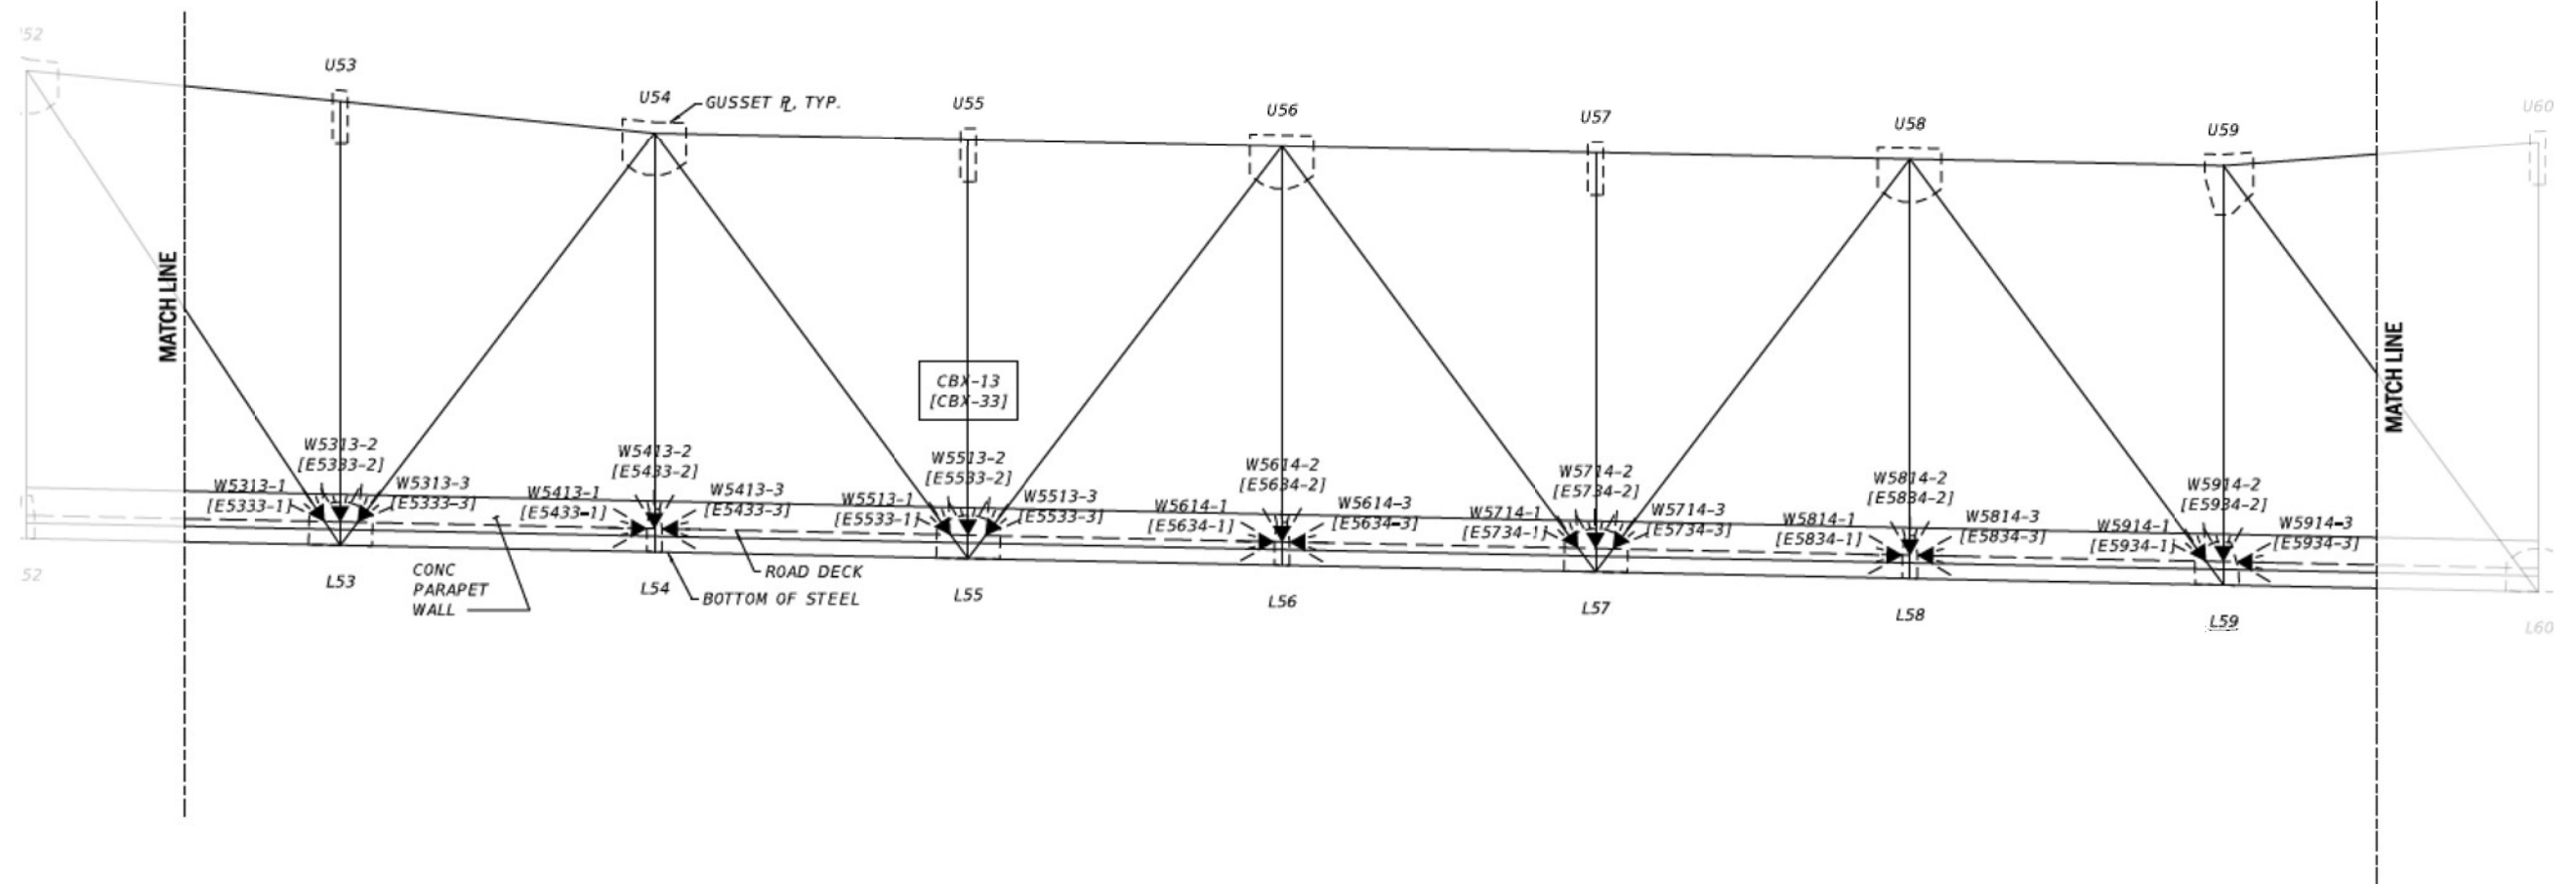 '52
U53
U54
GUSSET PL, TYP.
U55
U56
U57
U58
U59
U60
MATCH LINE
MATCH LINE
CBX-13
[CBX-33]
W5313-1
[E5333-1]
W5313-2
[E5333-2]
W5313-3
[E5333-3]
W5413-1
[E5433-1]
W5413-2
[E5433-2]
W5413-3
[E5433-3]
W5513-1
[E5533-1]
W5513-2
[E5533-2]
W5513-3
[E5533-3]
W5614-1
[E5634-1]
W5614-2
[E5634-2]
W5614-3
[E5634-3]
W5714-1
[E5734-1]
W5714-2
[E5734-2]
W5714-3
[E5734-3]
W5814-1
[E5834-1]
W5814-2
[E5834-2]
W5814-3
[E5834-3]
W5914-1
[E5934-1]
W5914-2
[E5934-2]
W5914-3
[E5934-3]
52
L53
CONC
PARAPET
WALL
L54
ROAD DECK
BOTTOM OF STEEL
L55
L56
L57
L58
L59
L60